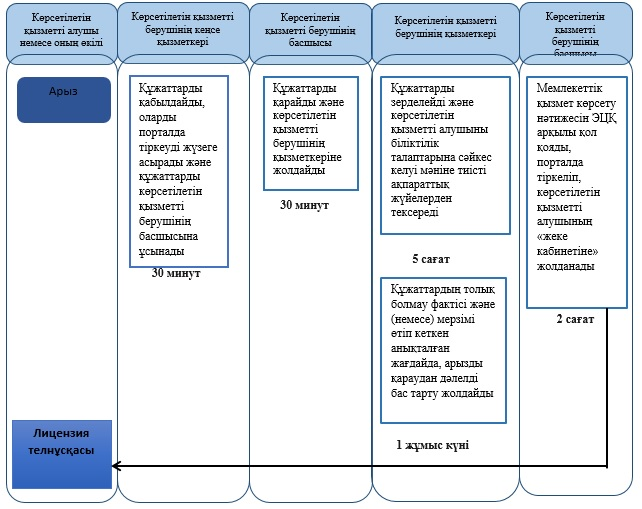 Көрсетілетін
қызметті алушы
немесе оның өкілі
Көрсетілетін қызметті
берушінің кеңсе
қызметкері
Көрсетілетін
қызметті берушінің
басшысы
Көрсетілетін қызметті
берушінің қызметкері
Көрсетілетін
қызметті
берушінің
басшысы
Арыз
Құжаттарды
қабылдайды,
оларды
порталда
тіркеуді жүзеге
асырады және
құжаттарды
көрсетілетін
қызметті
берушінің
басшысына
ұсынады
30 минут
Құжаттарды
қарайды және
көрсетілетін
қызметті
берушінің
қызметкеріне
жолдайды
30 минут
Құжаттарды
зерделейді және
көрсетілетін
қызметті алушыны
біліктілік
талаптарына сәйкес
келуі мәніне тиісті
ақпараттық
жүйелерден
тексереді
5 сағат
Құжаттардың толық
болмау фактісі және
(немесе) мерзімі
өтіп кеткен
анықталған
жағдайда, арызды
қараудан дәлелді
бас тарту жолдайды
1 жұмыс күні
Мемлекеттік
қызмет көрсету
нәтижесін ЭЦҚ
арқылы қол
қояды,
порталда
тіркеліп,
көрсетілетін
қызметті
алушының
«жеке
кабинетіне»
жолданады
2 сағат
Лицензия
телнұсқасы